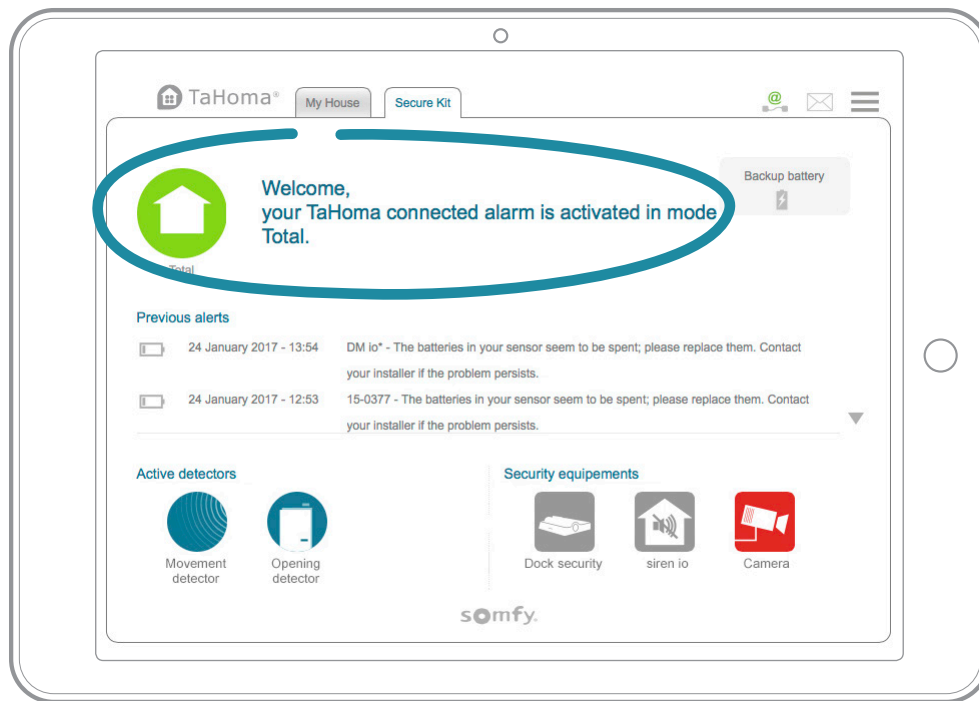 TaHoma®
My House
Secure Kit
@
Welcome,
your TaHoma connected alarm is activated in mode
Total.
Backup battery
Total
Previous alerts
24 January 2017 - 13:54
DM io* - The batteries in your sensor seem to be spent; please replace them. Contact
your installer if the problem persists.
24 January 2017 - 12:53
15-0377 - The batteries in your sensor seem to be spent; please replace them. Contact
your installer if the problem persists.
Active detectors
Movement
detector
Opening
detector
Security equipements
Dock security
siren io
Camera
somfy.